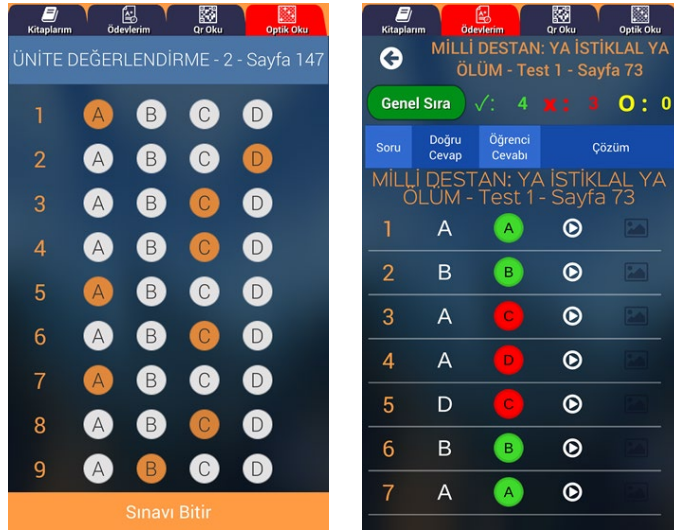 Kitaplarım Ödevlerim Qr Oku Optik Oku
ÜNİTE DEĞERLENDİRME - 2 - Sayfa 147
1 A B C D
2 A B C D
3 A B C D
4 A B C D
5 A B C D
6 A B C D
7 A B C D
8 A B C D
9 A B C D
Sınavı Bitir
Kitaplarım Ödevlerim Qr Oku Optik Oku
MİLLİ DESTAN: YA İSTİKLAL YA
ÖLÜM - Test 1 - Sayfa 73
Genel Sıra ✓: 4 x: 3 O: 0
Soru Doğru Cevap Öğrenci Cevabı Çözüm
MİLLİ DESTAN: YA İSTİKLAL YA
ÖLÜM - Test 1 - Sayfa 73
1 A A
2 B B
3 A C
4 A D
5 D C
6 B B
7 A A